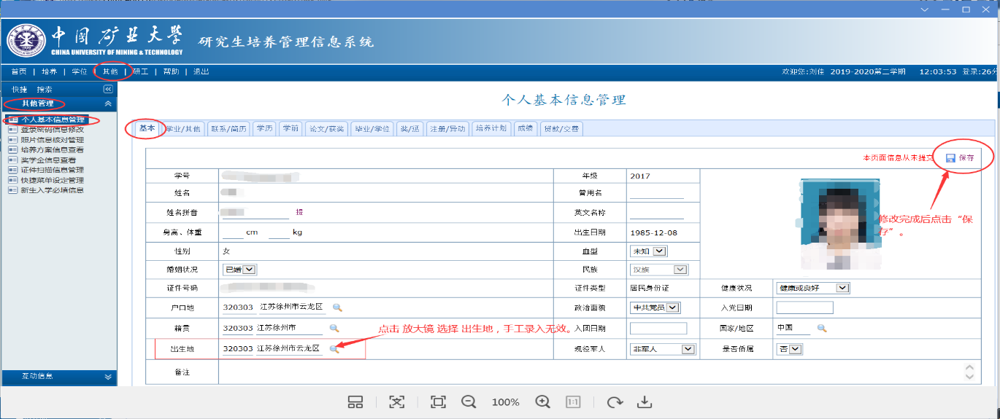 中国矿业大学 研究生培养管理信息系统
CHINA UNIVERSITY OF MINING & TECHNOLOGY
首页 | 培养 | 学位 | 其他 | 研工 | 帮助 | 退出 欢迎您:刘佳 2019-2020第二学期 12:03:53 登录:26分
快捷 搜索
其他管理
个人基本信息管理
登录密码信息修改
照片信息核对管理
培养方案信息查看
奖学金信息查看
证件扫描信息管理
快捷菜单设定管理
新生入学必填信息
互动信息
个人基本信息管理
基本 学业/其他 联系/简历 学历 学前 论文/获奖 毕业/学位 奖/惩 注册/异动 培养计划 成绩 贷款/交费
本页面信息从未提交 保存
学号 年级 2017
姓名 曾用名
姓名拼音 提 英文名称
修改完成后点击“保
存”。
身高、体重 cm kg 出生日期 1985-12-08
性别 女 血型 未知
婚姻状况 已婚 民族 汉族
证件号码 证件类型 居民身份证 健康状况 健康或良好
户口地 320303 江苏徐州市云龙区 政治面貌 中共党员 入党日期
籍贯 320303 江苏徐州市 入团日期 国家/地区 中国
点击 放大镜 选择 出生地，手工录入无效。
出生地 320303 江苏徐州市云龙区 现役军人 非军人 是否侨属 否
备注
100% 1:1